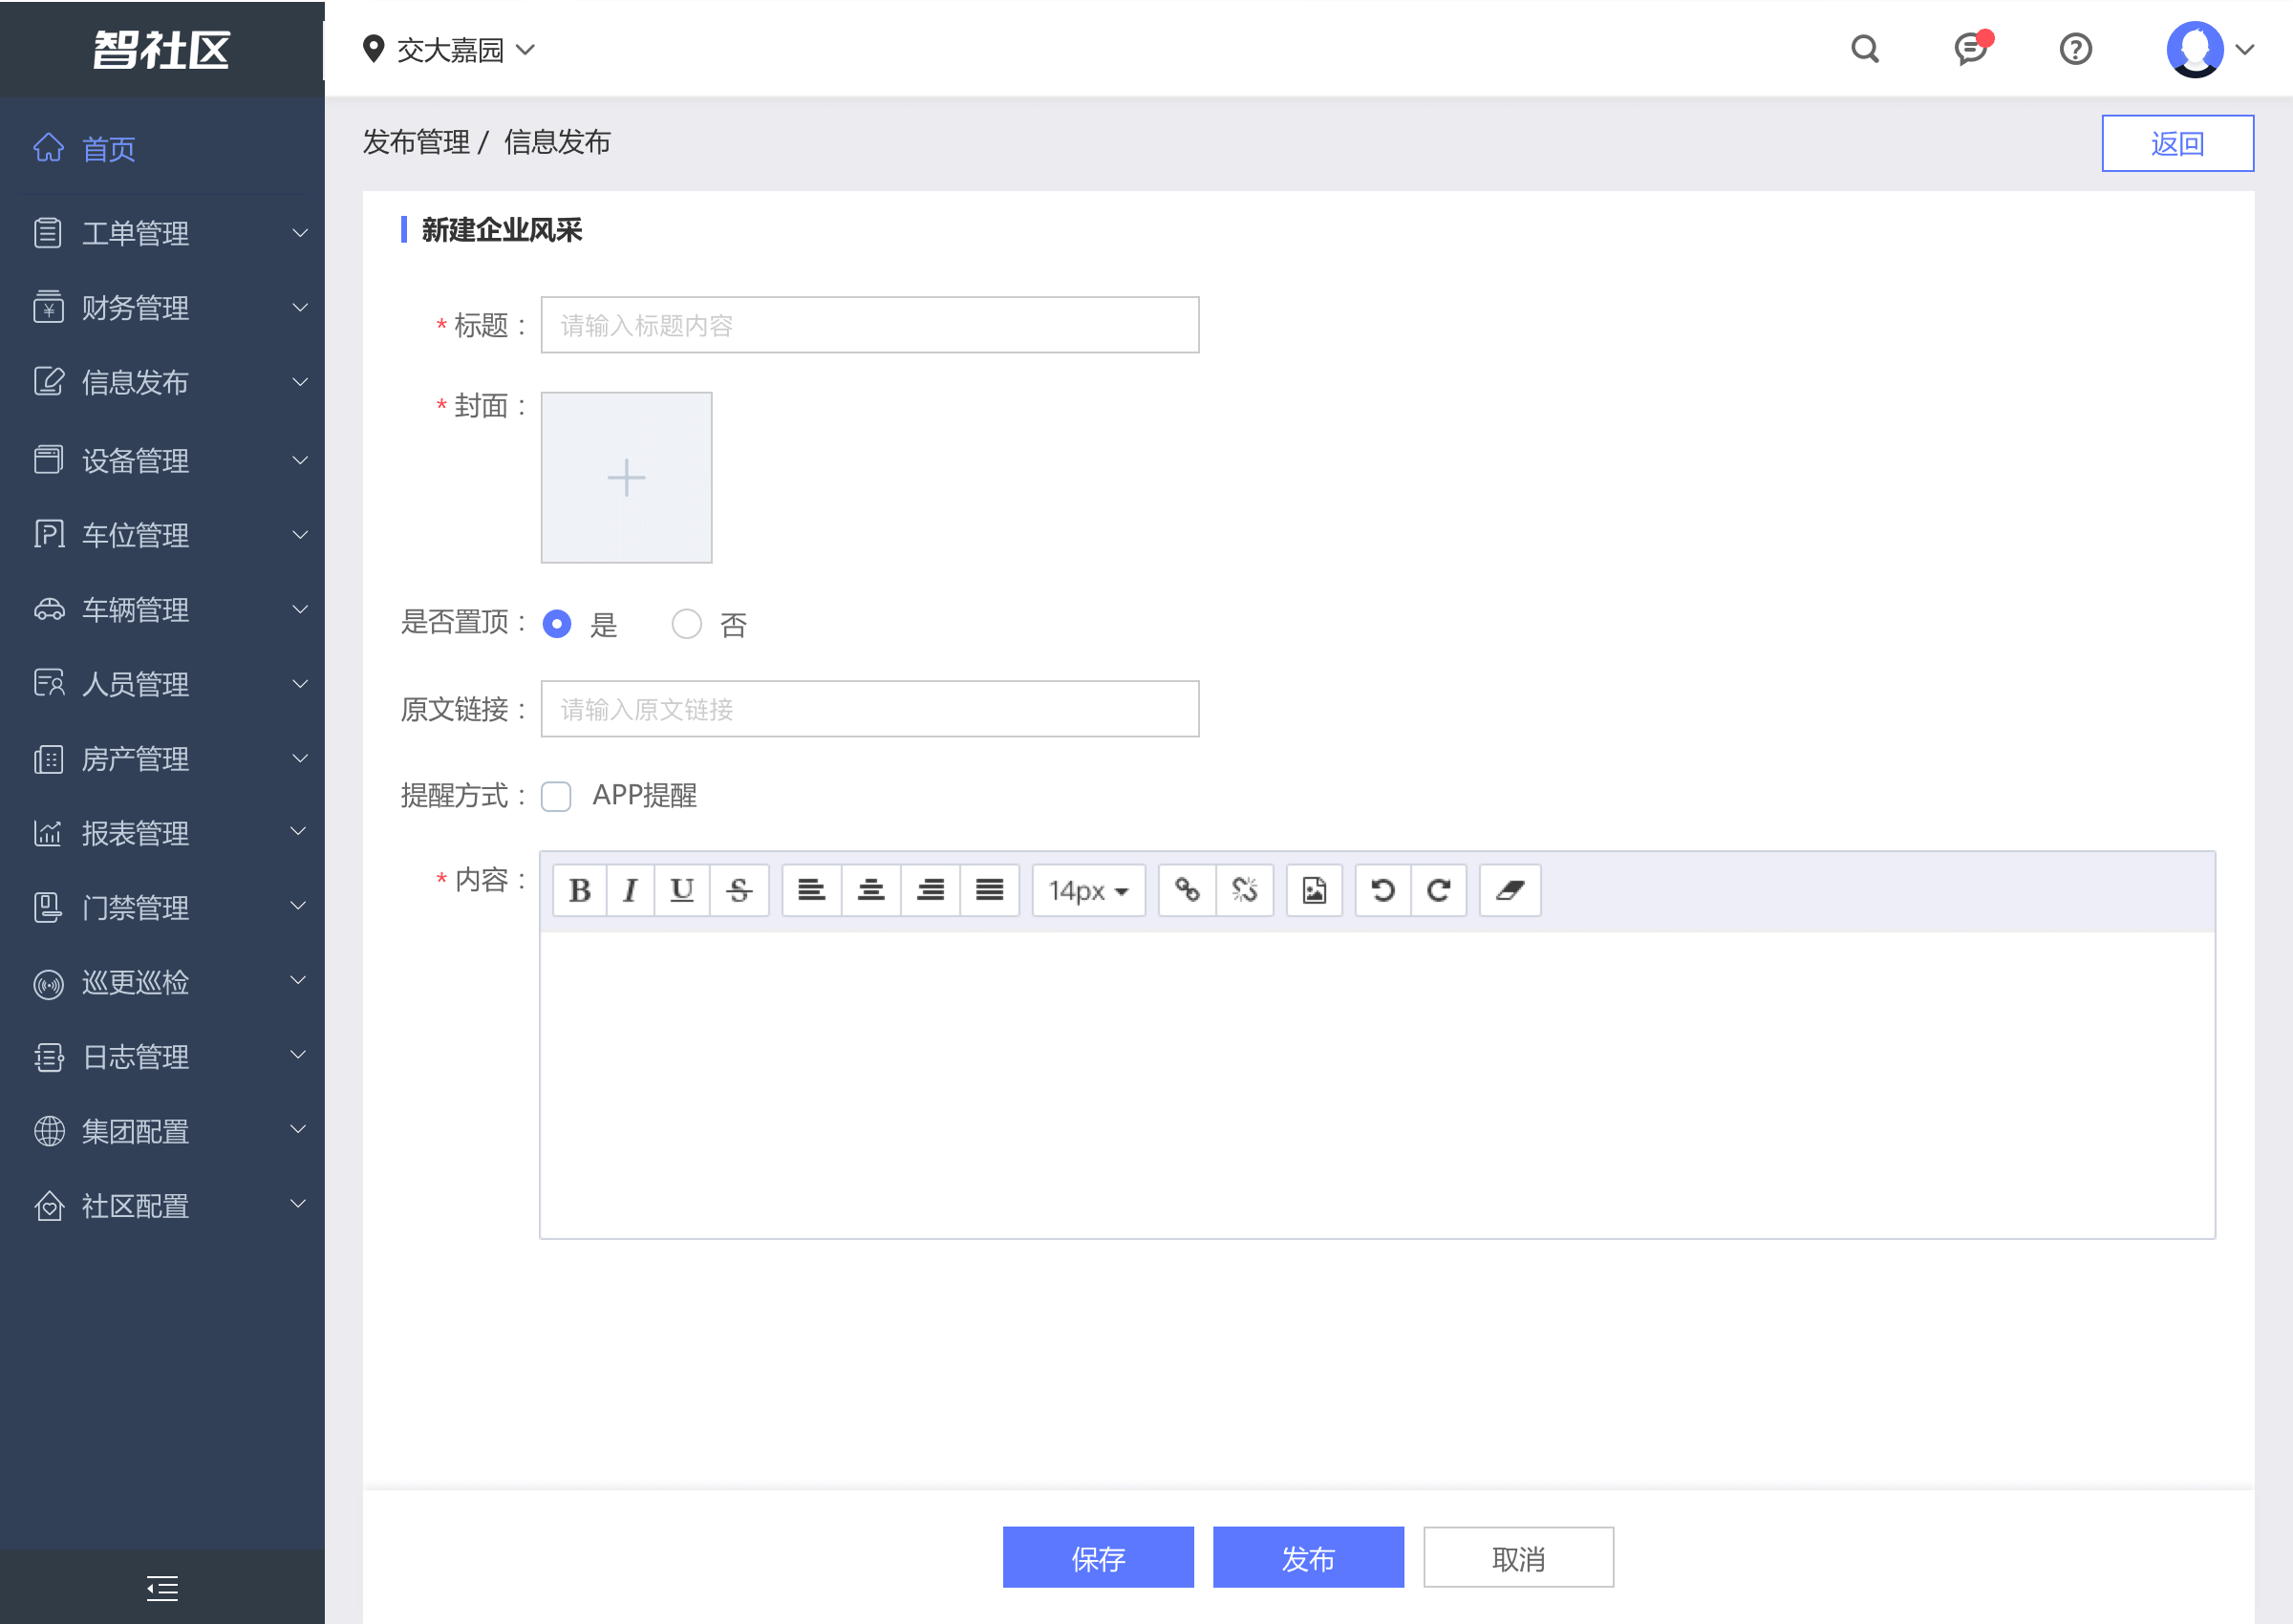 智社区
交大嘉园
首页
工单管理
财务管理
信息发布
设备管理
车位管理
车辆管理
人员管理
房产管理
报表管理
门禁管理
巡更巡检
日志管理
集团配置
社区配置
发布管理 / 信息发布
返回
新建企业风采
* 标题：
请输入标题内容
* 封面：
是否置顶： 是 否
原文链接：
请输入原文链接
提醒方式： APP提醒
* 内容：
B I U S 14px
保存 发布 取消